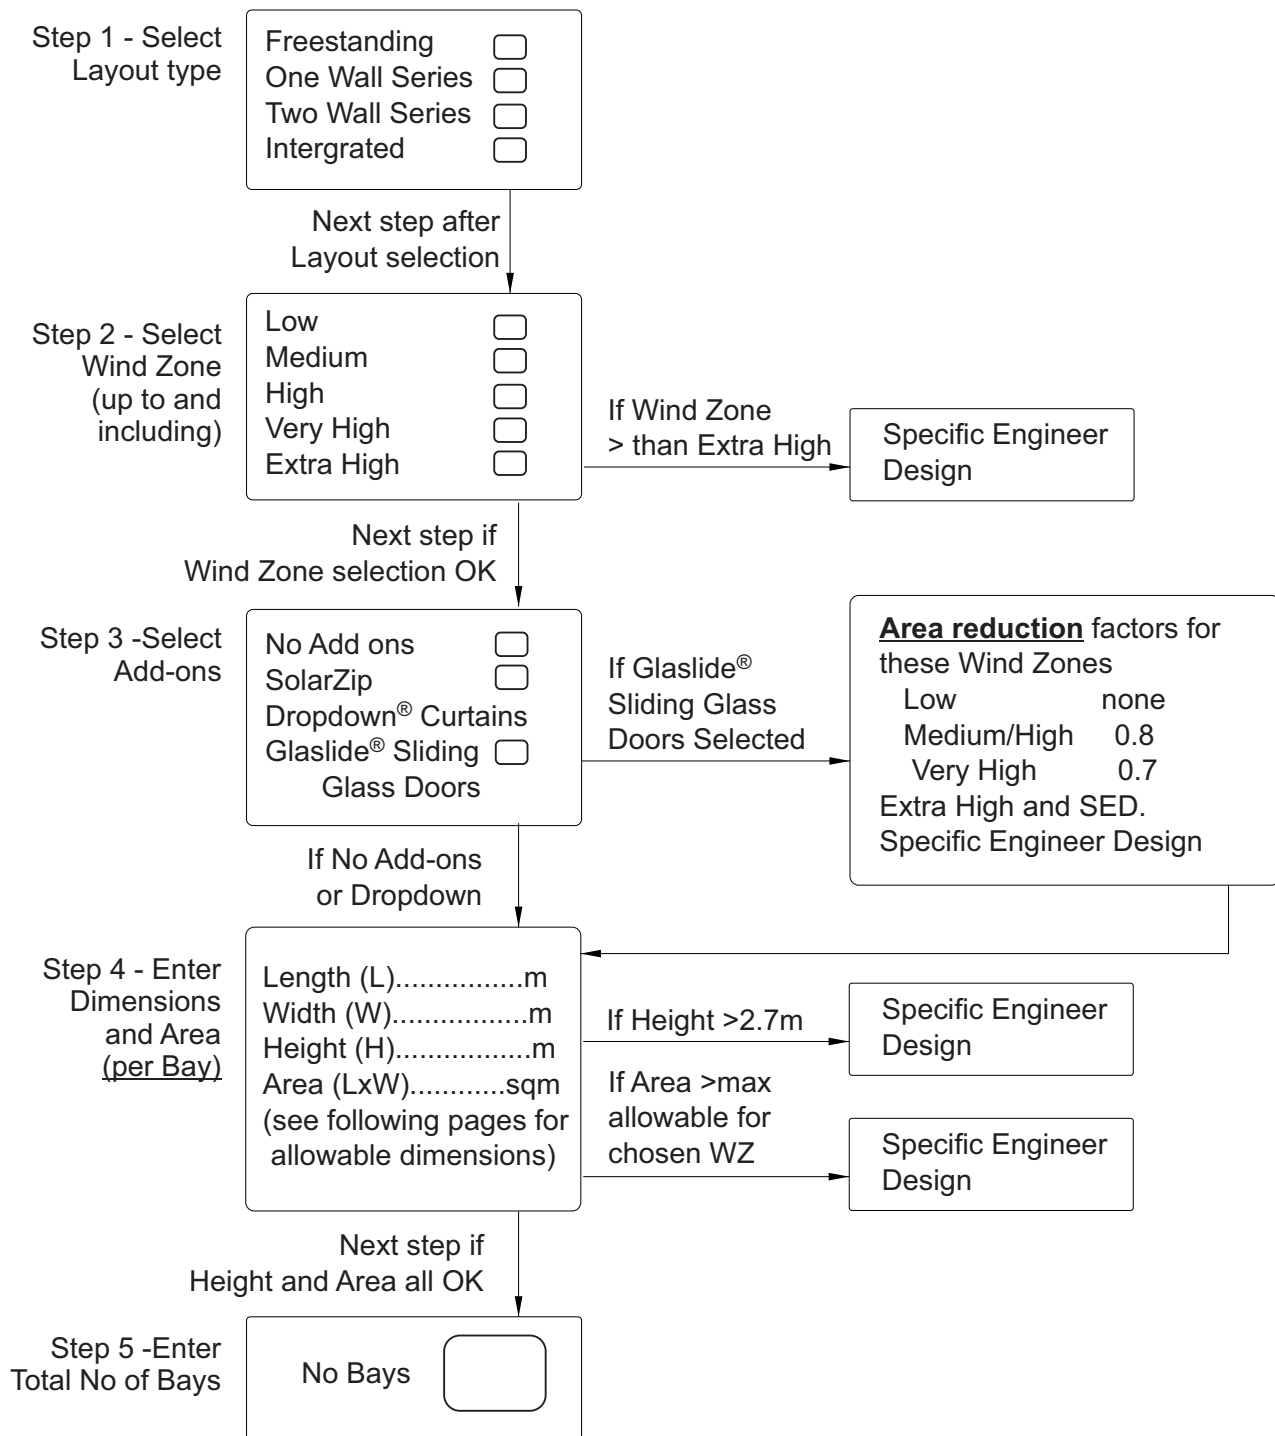 Step 1 - Select
Layout type
Freestanding
One Wall Series
Two Wall Series
Intergrated
Next step after
Layout selection
Step 2 - Select
Wind Zone
(up to and
including)
Low
Medium
High
Very High
Extra High
If Wind Zone
> than Extra High
Specific Engineer
Design
Next step if
Wind Zone selection OK
Step 3 -Select
Add-ons
No Add ons
SolarZip
Dropdown® Curtains
Glaslide® Sliding
Glass Doors
If Glaslide®
Sliding Glass
Doors Selected
Area reduction factors for
these Wind Zones
Low none
Medium/High 0.8
Very High 0.7
Extra High and SED.
Specific Engineer Design
If No Add-ons
or Dropdown
Step 4 - Enter
Dimensions
and Area
(per Bay)
Length (L)................m
Width (W)..................m
Height (H)..................m
Area (LxW)............sqm
(see following pages for
allowable dimensions)
If Height >2.7m
Specific Engineer
Design
If Area >max
allowable for
chosen WZ
Specific Engineer
Design
Next step if
Height and Area all OK
Step 5 -Enter
Total No of Bays
No Bays